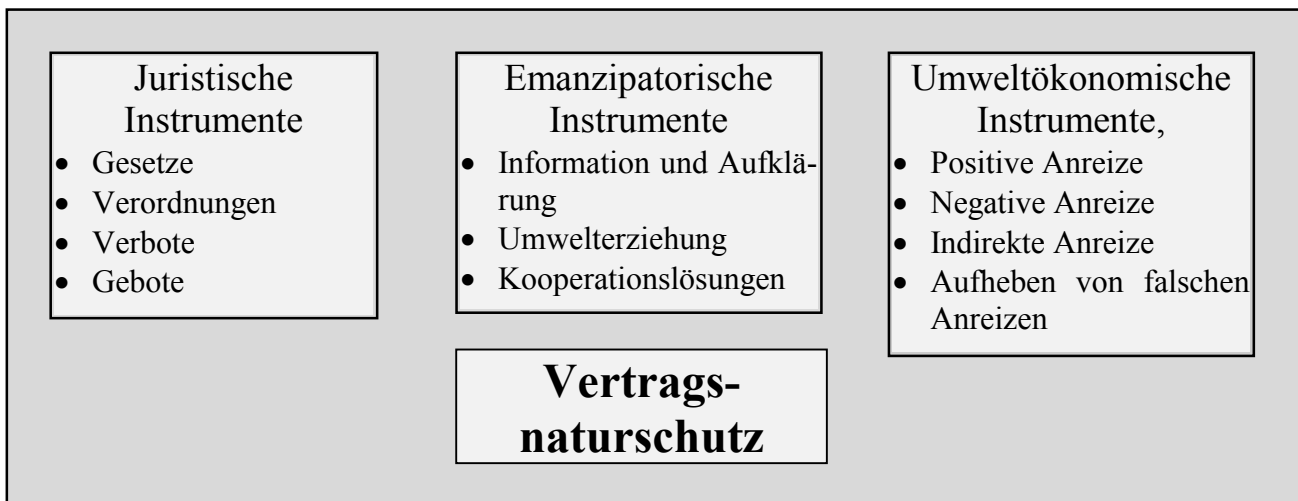 Juristische
Instrumente
• Gesetze
• Verordnungen
• Verbote
• Gebote
Emanzipatorische
Instrumente
• Information und Aufklä-
rung
• Umwelterziehung
• Kooperationslösungen
Umweltökonomische
Instrumente,
• Positive Anreize
• Negative Anreize
• Indirekte Anreize
• Aufheben von falschen
Anreizen
Vertrags-
naturschutz